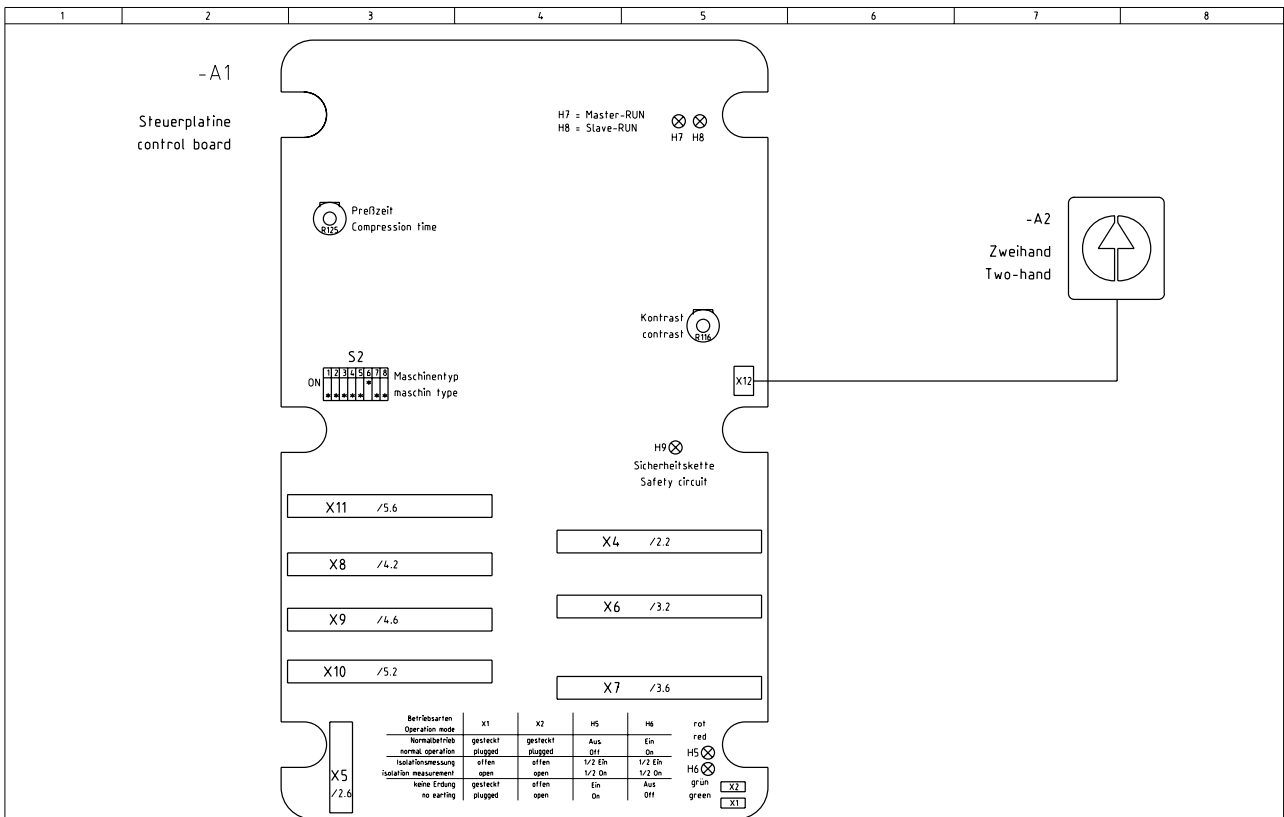 1 2 3 4 5 6 7 8
-A1
Steuerplatine
control board
H7 = Master-RUN
H8 = Slave-RUN
H7 H8
Preßzeit
Compression time
R125
-A2
Zweihand
Two-hand
Kontrast
contrast
R116
S2
1 2 3 4 5 6 7 8
ON
*
* * * * * * *
Maschinentyp
maschin type
X12
H9
Sicherheitskette
Safety circuit
X11 /5.6
X4 /2.2
X8 /4.2
X6 /3.2
X9 /4.6
X10 /5.2
X7 /3.6
X5
/2.6
Betriebsarten
Operation mode
X1 X2 H5 H6
Normalbetrieb gesteckt gesteckt Aus Ein
normal operation plugged plugged Off On
Isolationsmessung offen offen 1/2 Ein 1/2 Ein
isolation measurement open open 1/2 On 1/2 On
keine Erdung gesteckt offen Ein Aus
no earting plugged open On Off
rot
red
H5
H6
grün
green
X2
X1